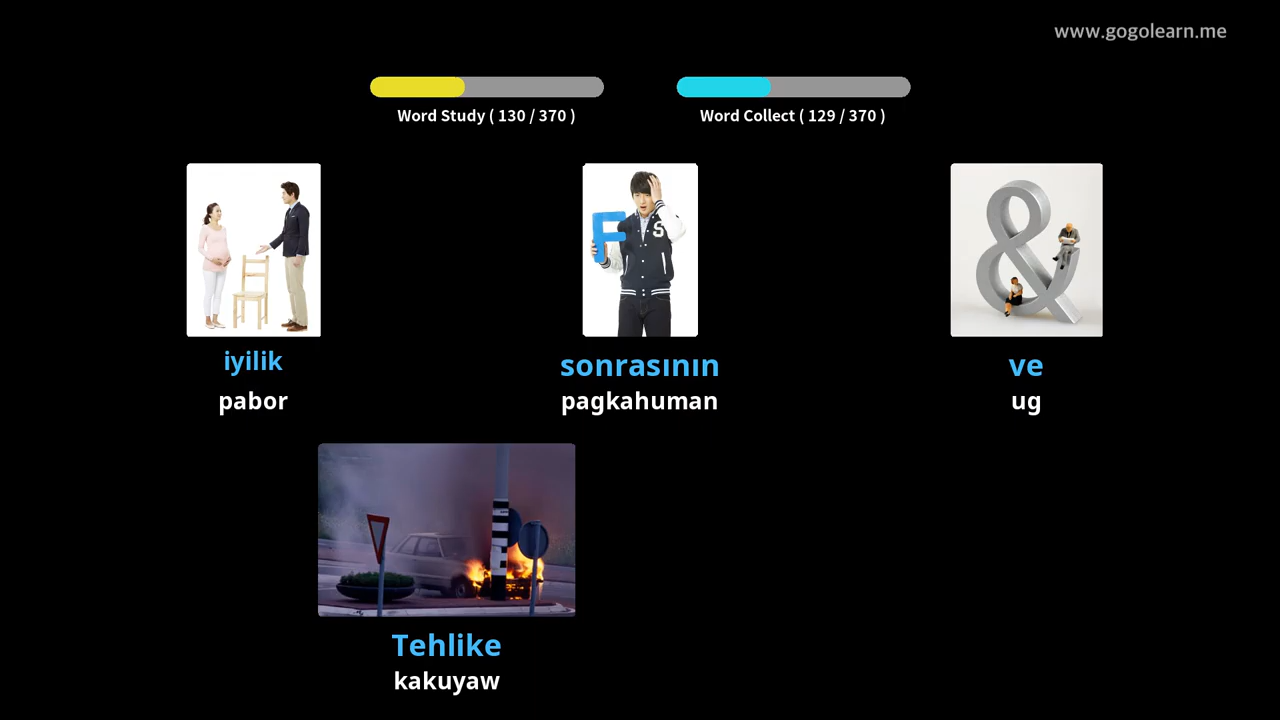 www.gogolearn.me
Word Study ( 130 / 370 )
Word Collect ( 129 / 370 )
F
S
&
iyilik
pabor
sonrasının
pagkahuman
ve
ug
Tehlike
kakuyaw